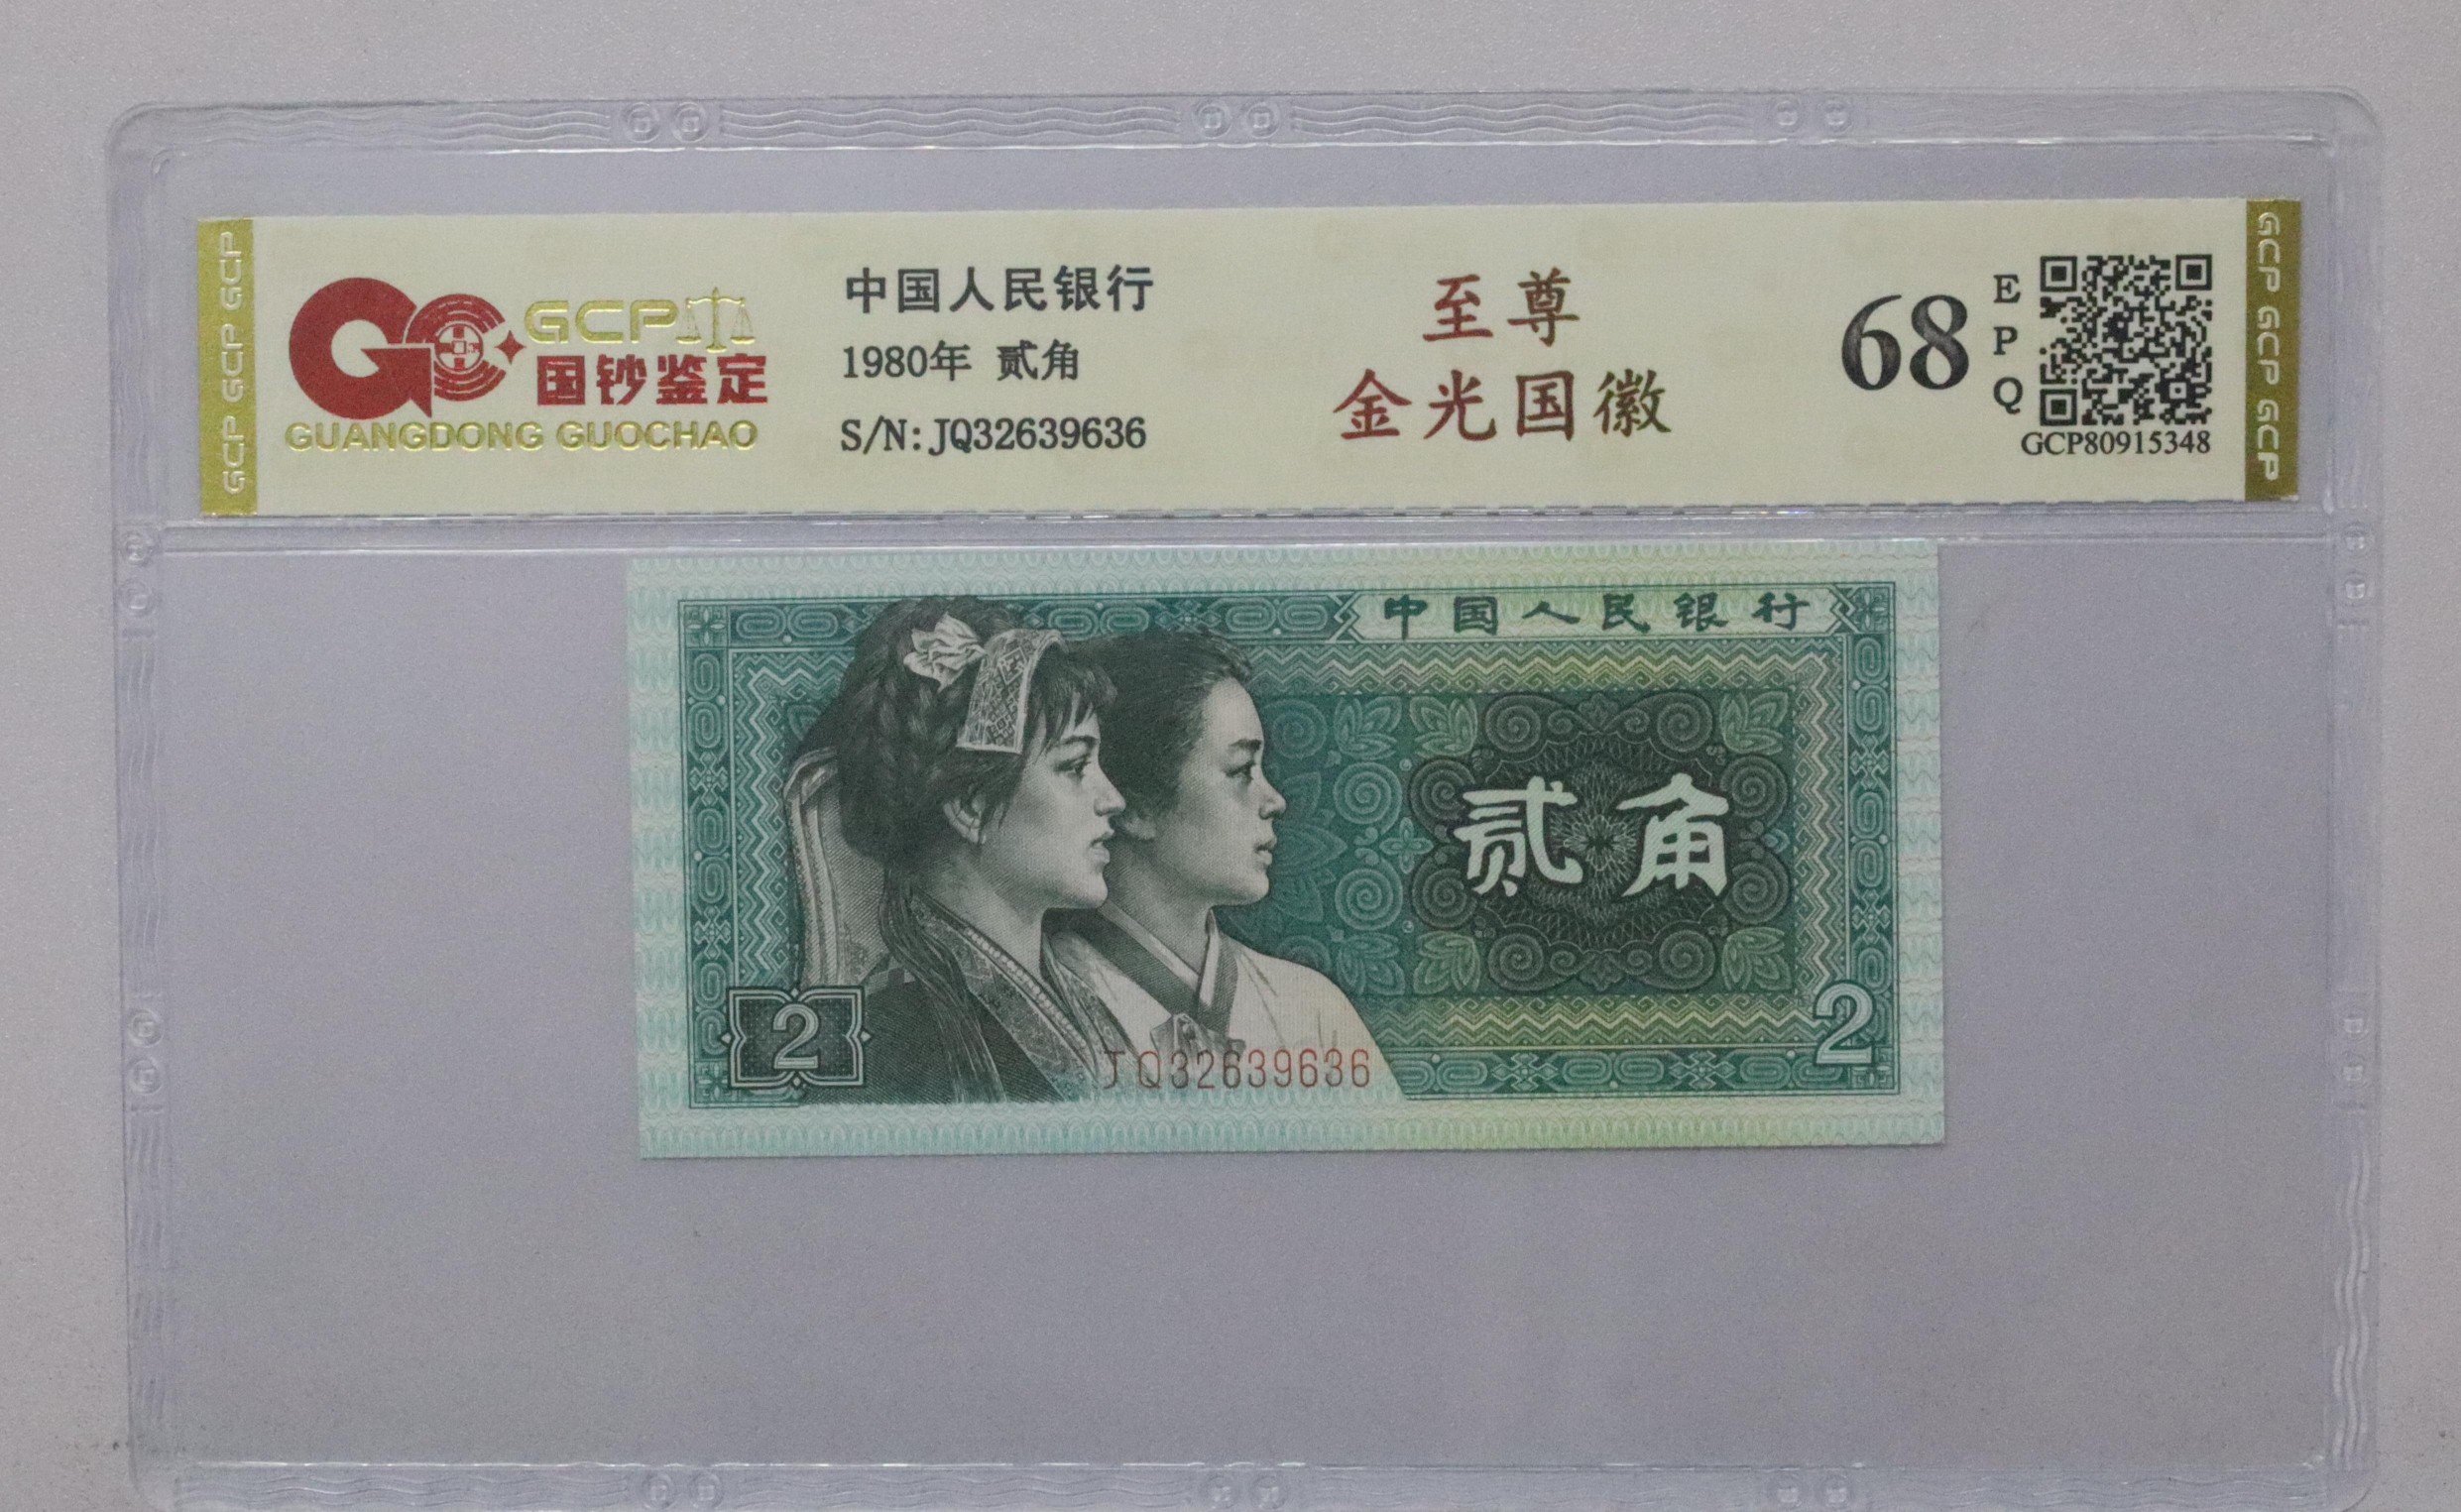 GCP GCP GCP
GCP
国钞鉴定
GUANGDONG GUOCHAO
中国人民银行
1980年 贰角
S/N: JQ32639636
至尊
金光国徽
68
E
P
Q
GCP80915348
GCP GCP GCP
中国人民银行
贰角
2
2
JQ32639636